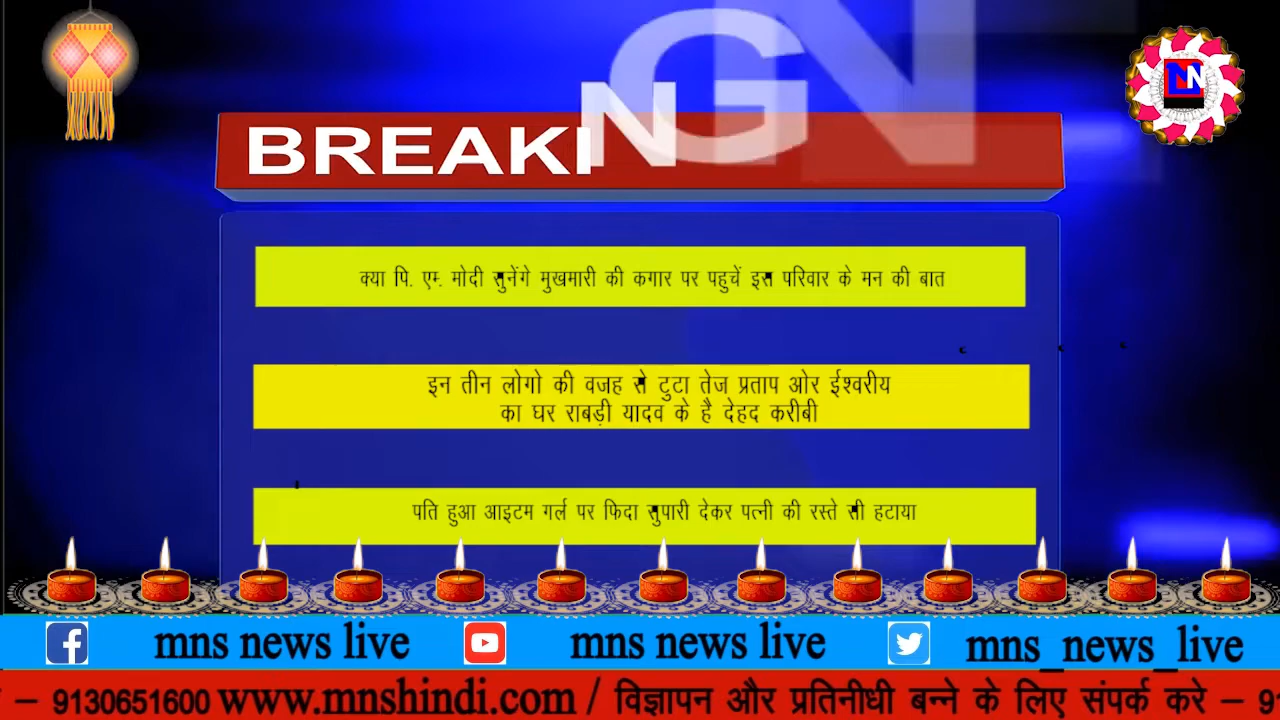 BREAKING N
N
क्या पि. एम. मोदी सुनेंगे मुखमारी की कगार पर पहुचें इस परिवार के मन की बात
इन तीन लोगो की वजह से टुटा तेज प्रताप ओर ईश्वरीय
का घर राबड़ी यादव के है देहद करीबी
पति हुआ आइटम गर्ल पर फिदा सुपारी देकर पत्नी की रस्ते सी हटाया
mns news live
mns news live
mns_news_live
– 9130651600 www.mnshindi.com / विज्ञापन और प्रतिनीधी बन्ने के लिए संपर्क करे – 9